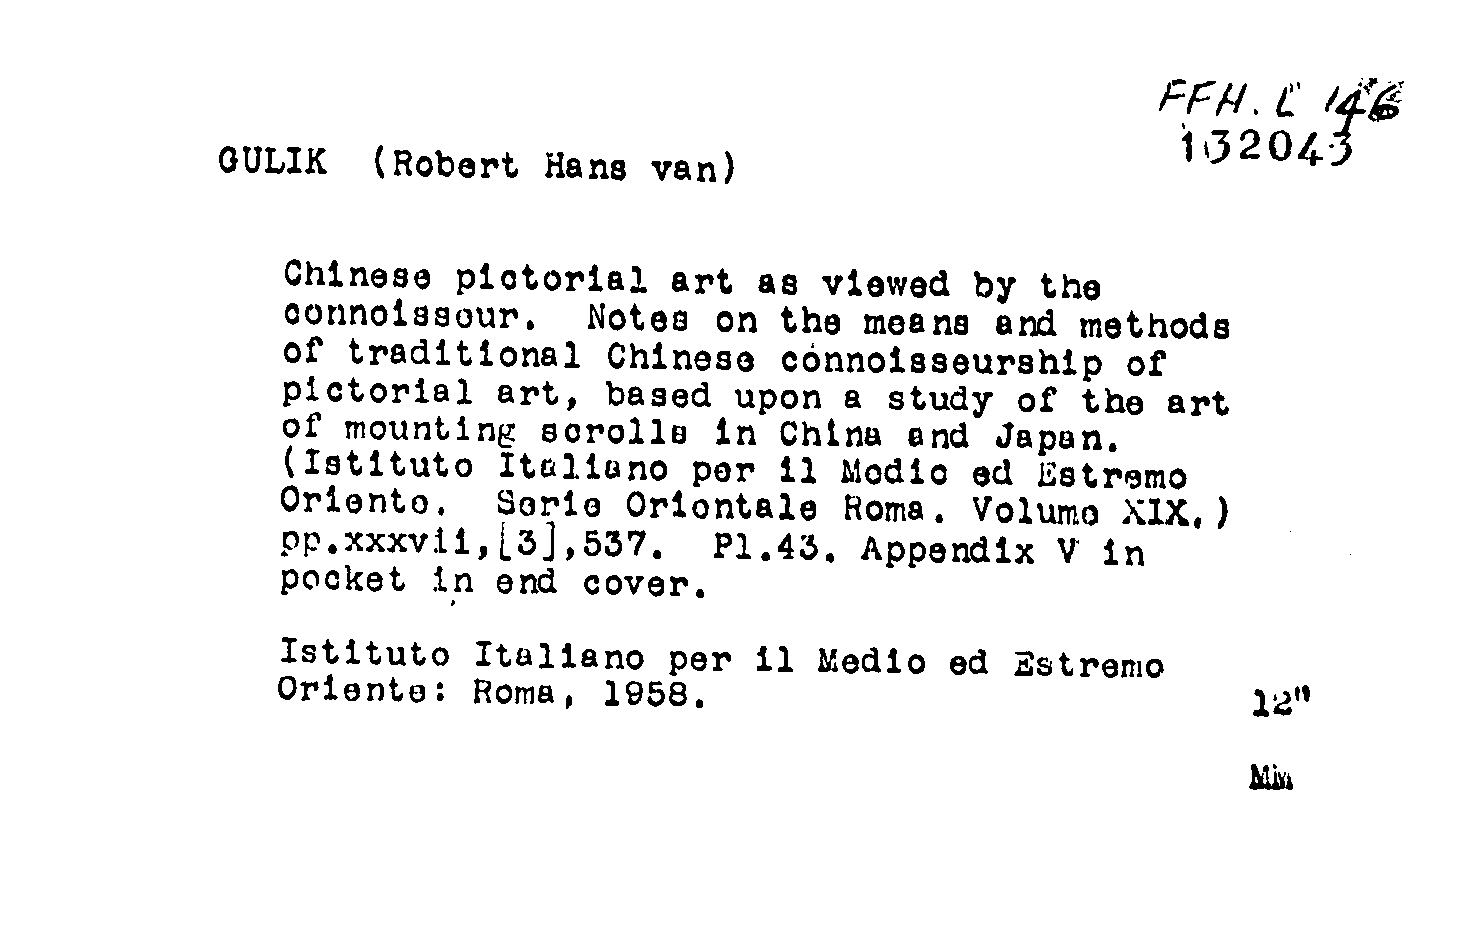 FFH. C 146
132043
GULIK (Robert Hans van)
Chinese pictorial art as viewed by the
connoisseur. Notes on the means and methods
of traditional Chinese connoisseurship of
pictorial art, based upon a study of the art
of mounting scrolls in China and Japan.
(Istituto Italiano per il Medio ed Estremo
Oriente. Serie Orientale Roma. Volume XIX.)
pp.xxxvii,[3],537. Pl.43. Appendix V in
pocket in end cover.
Istituto Italiano per il Medio ed Estremo
Oriente: Roma, 1958.
12"